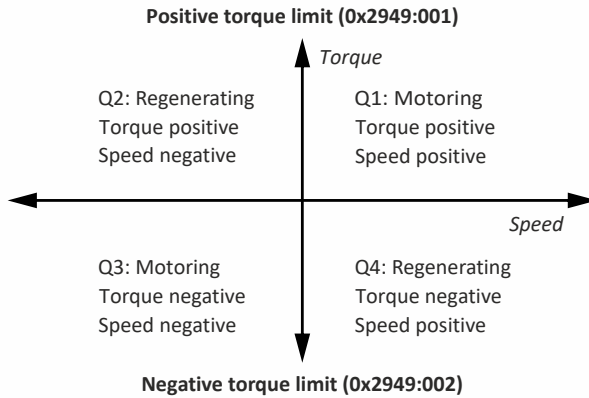 Positive torque limit (0x2949:001)
Torque
Q2: Regenerating
Torque positive
Speed negative
Q1: Motoring
Torque positive
Speed positive
Speed
Q3: Motoring
Torque negative
Speed negative
Q4: Regenerating
Torque negative
Speed positive
Negative torque limit (0x2949:002)